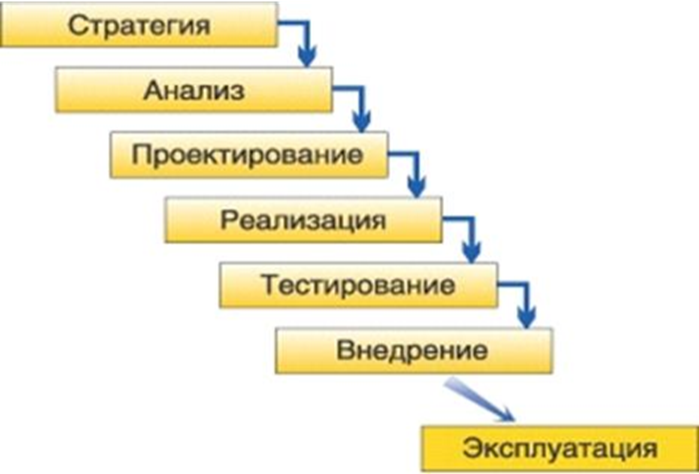 Стратегия
Анализ
Проектирование
Реализация
Тестирование
Внедрение
Эксплуатация